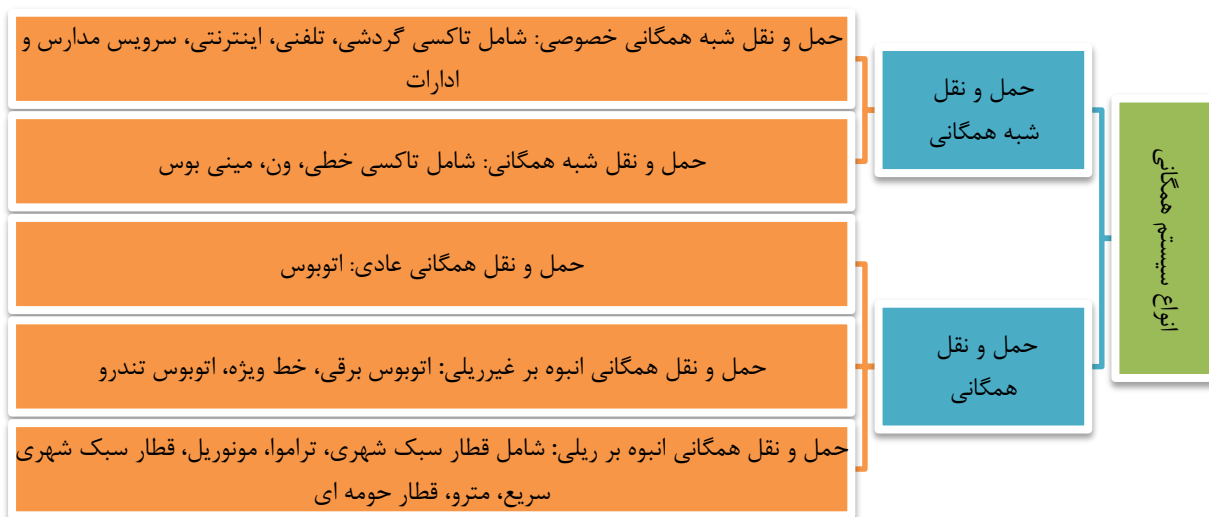 انواع سیستم همگانی
حمل و نقل
شبه همگانی
حمل و نقل شبه همگانی خصوصی: شامل تاکسی گردشی، تلفنی، اینترنتی، سرویس مدارس و
ادارات
حمل و نقل شبه همگانی: شامل تاکسی خطی، ون، مینی بوس
حمل و نقل
همگانی
حمل و نقل همگانی عادی: اتوبوس
حمل و نقل همگانی انبوه بر غیرریلی: اتوبوس برقی، خط ویژه، اتوبوس تندرو
حمل و نقل همگانی انبوه بر ریلی: شامل قطار سبک شهری، تراموا، مونوریل، قطار سبک شهری
سریع، مترو، قطار حومه ای